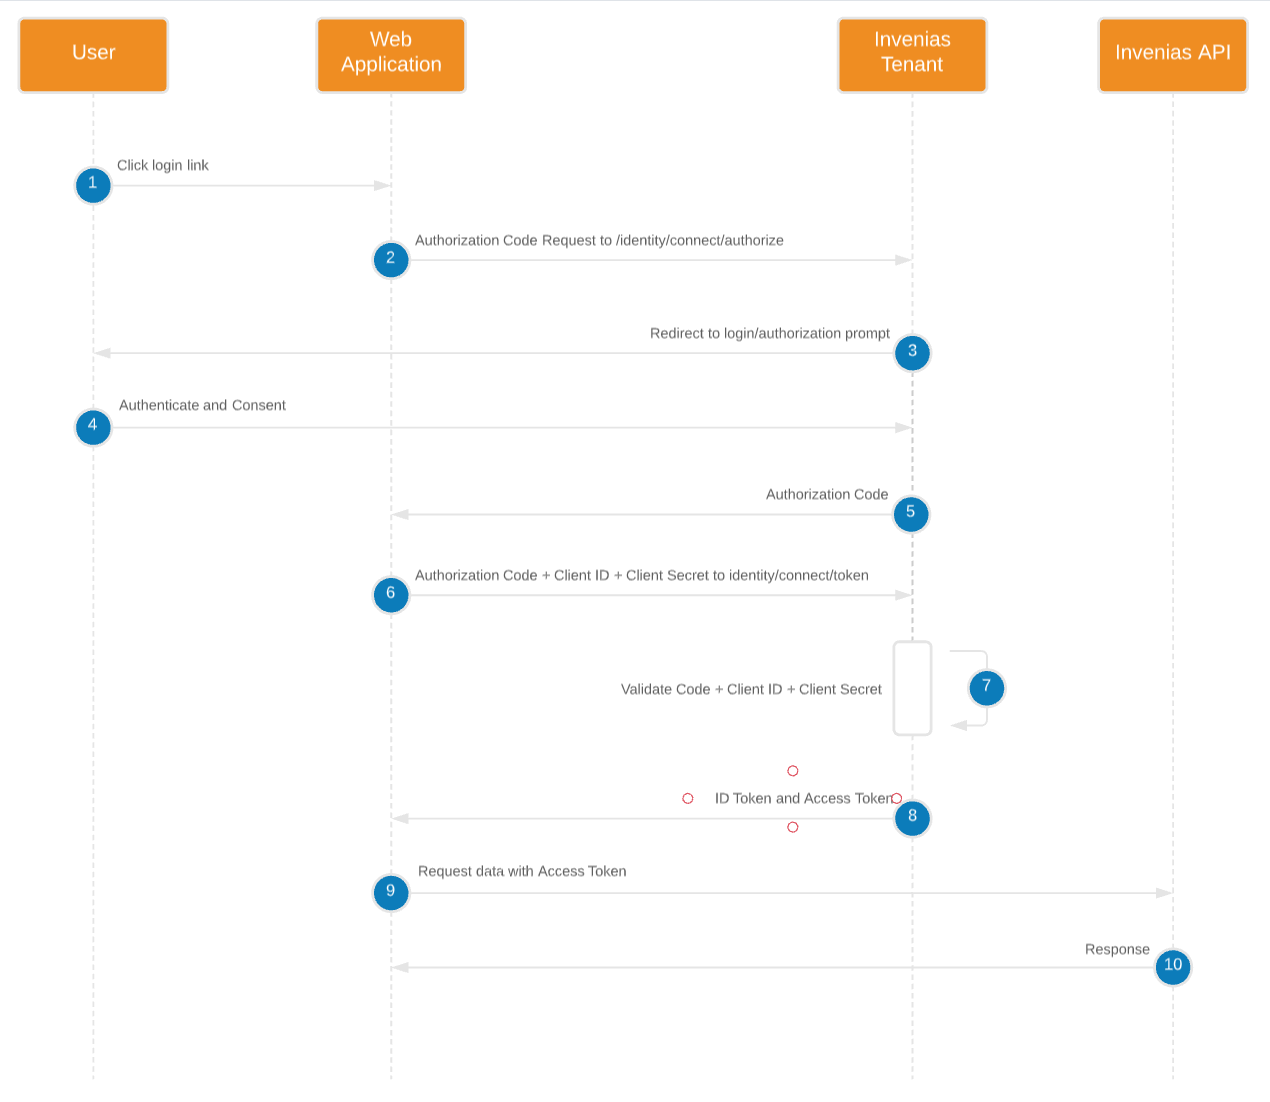 User
Web
Application
Invenias
Tenant
Invenias API
Click login link
1
Authorization Code Request to /identity/connect/authorize
2
Redirect to login/authorization prompt
3
Authenticate and Consent
4
Authorization Code
5
Authorization Code + Client ID + Client Secret to identity/connect/token
6
Validate Code + Client ID + Client Secret
7
ID Token and Access Token
8
Request data with Access Token
9
Response
10